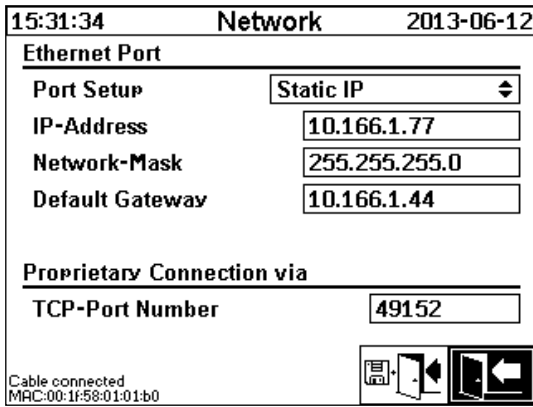 15:31:34 Network 2013-06-12
Ethernet Port
Port Setup Static IP
IP-Address 10.166.1.77
Network-Mask 255.255.255.0
Default Gateway 10.166.1.44
Proprietary Connection via
TCP-Port Number 49152
Cable connected
MAC:00:1f:58:01:01:b0